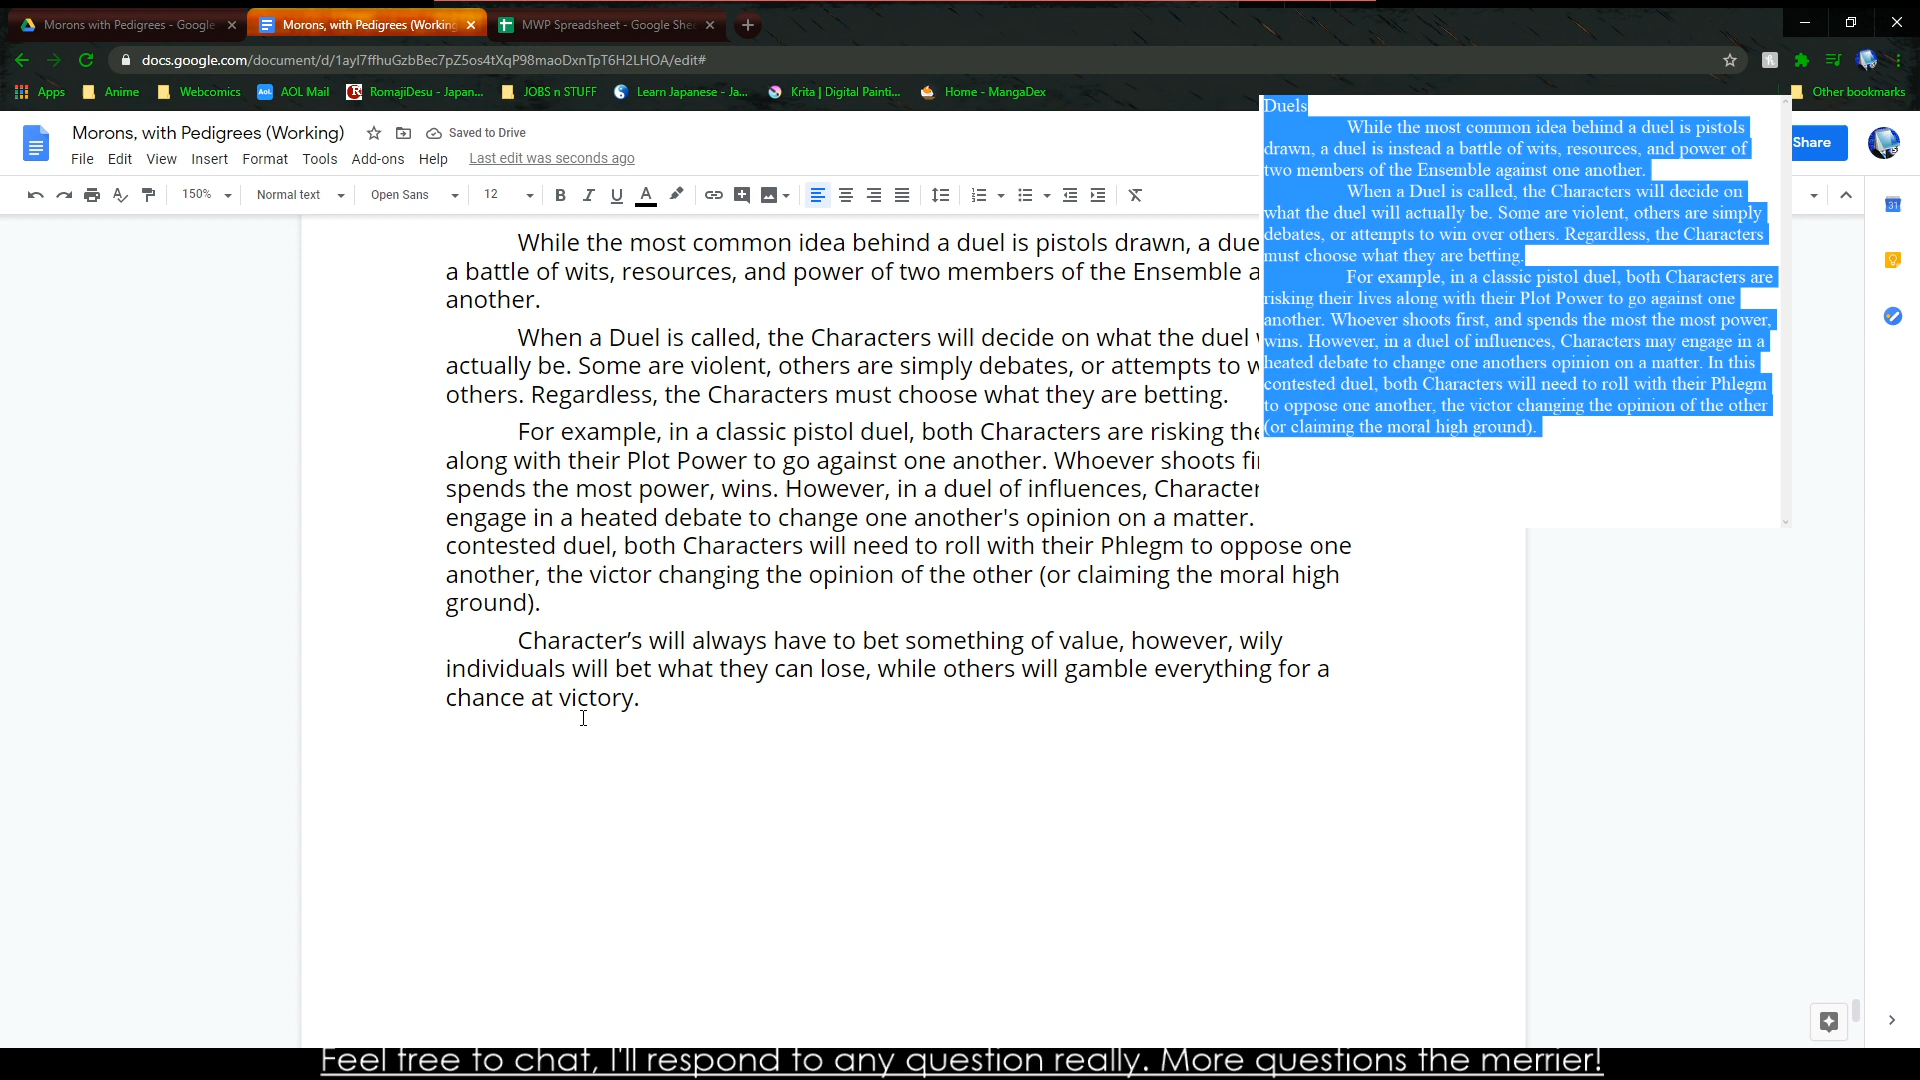 Morons with Pedigrees - Google
Morons, with Pedigrees (Working
MWP Spreadsheet - Google She
docs.google.com/document/d/1ayI7ffhuGzbBec7pZ5os4tXqP98maoDxnTpT6H2LHOA/edit#
Apps Anime Webcomics AOL Mail RomajiDesu - Japan... JOBS n STUFF Learn Japanese - Ja... Krita | Digital Painti... Home - MangaDex Other bookmarks
Morons, with Pedigrees (Working) Saved to Drive
Share
File Edit View Insert Format Tools Add-ons Help Last edit was seconds ago
150% Normal text Open Sans 12
While the most common idea behind a duel is pistols drawn, a due
a battle of wits, resources, and power of two members of the Ensemble a
another.
When a Duel is called, the Characters will decide on what the duel
actually be. Some are violent, others are simply debates, or attempts to w
others. Regardless, the Characters must choose what they are betting.
For example, in a classic pistol duel, both Characters are risking the
along with their Plot Power to go against one another. Whoever shoots fi
spends the most power, wins. However, in a duel of influences, Character
engage in a heated debate to change one another's opinion on a matter.
contested duel, both Characters will need to roll with their Phlegm to oppose one
another, the victor changing the opinion of the other (or claiming the moral high
ground).
Character’s will always have to bet something of value, however, wily
individuals will bet what they can lose, while others will gamble everything for a
chance at victory.
Duels
While the most common idea behind a duel is pistols
drawn, a duel is instead a battle of wits, resources, and power of
two members of the Ensemble against one another.
When a Duel is called, the Characters will decide on
what the duel will actually be. Some are violent, others are simply
debates, or attempts to win over others. Regardless, the Characters
must choose what they are betting.
For example, in a classic pistol duel, both Characters are
risking their lives along with their Plot Power to go against one
another. Whoever shoots first, and spends the most the most power,
wins. However, in a duel of influences, Characters may engage in a
heated debate to change one anothers opinion on a matter. In this
contested duel, both Characters will need to roll with their Phlegm
to oppose one another, the victor changing the opinion of the other
(or claiming the moral high ground).
Feel free to chat, I'll respond to any question really. More questions the merrier!